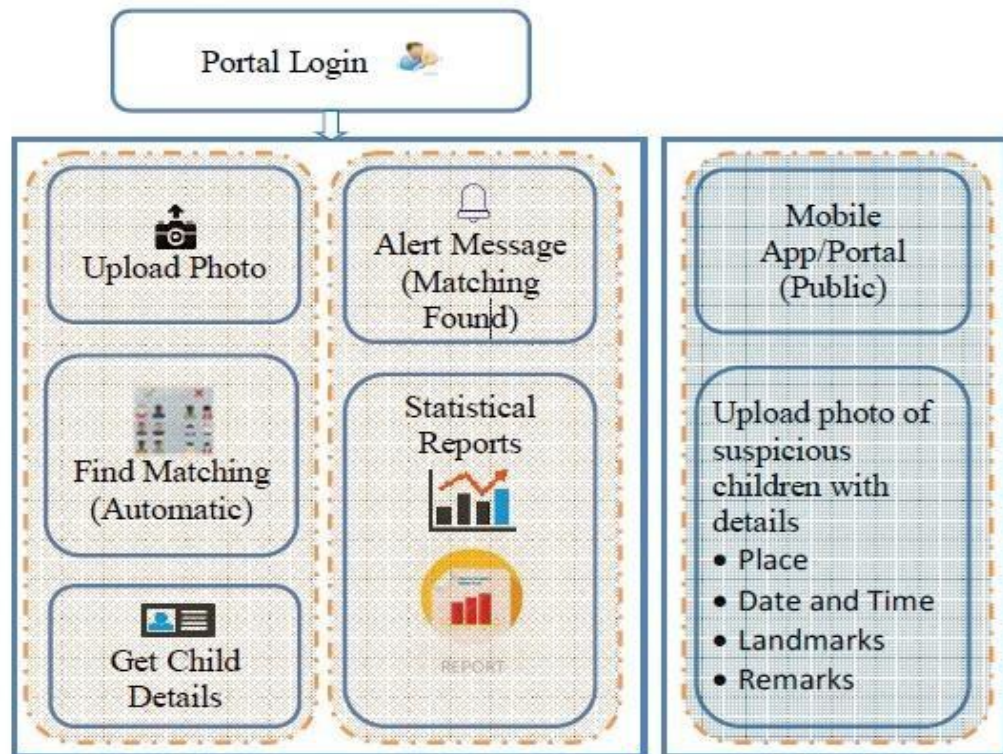 Portal Login
Upload Photo
Find Matching
(Automatic)
Get Child
Details
Alert Message
(Matching
Found)
Statistical
Reports
REPORT
Mobile
App/Portal
(Public)
Upload photo of
suspicious
children with
details
• Place
• Date and Time
• Landmarks
• Remarks